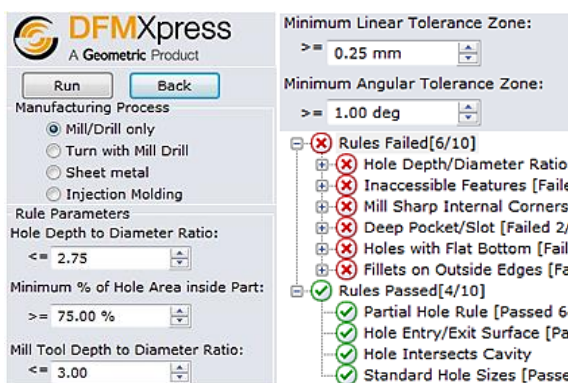 DFMXpress
A Geometric Product
Run
Back
Manufacturing Process
Mill/Drill only
Turn with Mill Drill
Sheet metal
Injection Molding
Rule Parameters
Hole Depth to Diameter Ratio:
<= 2.75
Minimum % of Hole Area inside Part:
>= 75.00 %
Mill Tool Depth to Diameter Ratio:
<= 3.00
Minimum Linear Tolerance Zone:
>= 0.25 mm
Minimum Angular Tolerance Zone:
>= 1.00 deg
Rules Failed[6/10]
Hole Depth/Diameter Ratio
Inaccessible Features [Faile
Mill Sharp Internal Corners
Deep Pocket/Slot [Failed 2/
Holes with Flat Bottom [Fail
Fillets on Outside Edges [Fa
Rules Passed[4/10]
Partial Hole Rule [Passed 6
Hole Entry/Exit Surface [Pa
Hole Intersects Cavity
Standard Hole Sizes [Passe